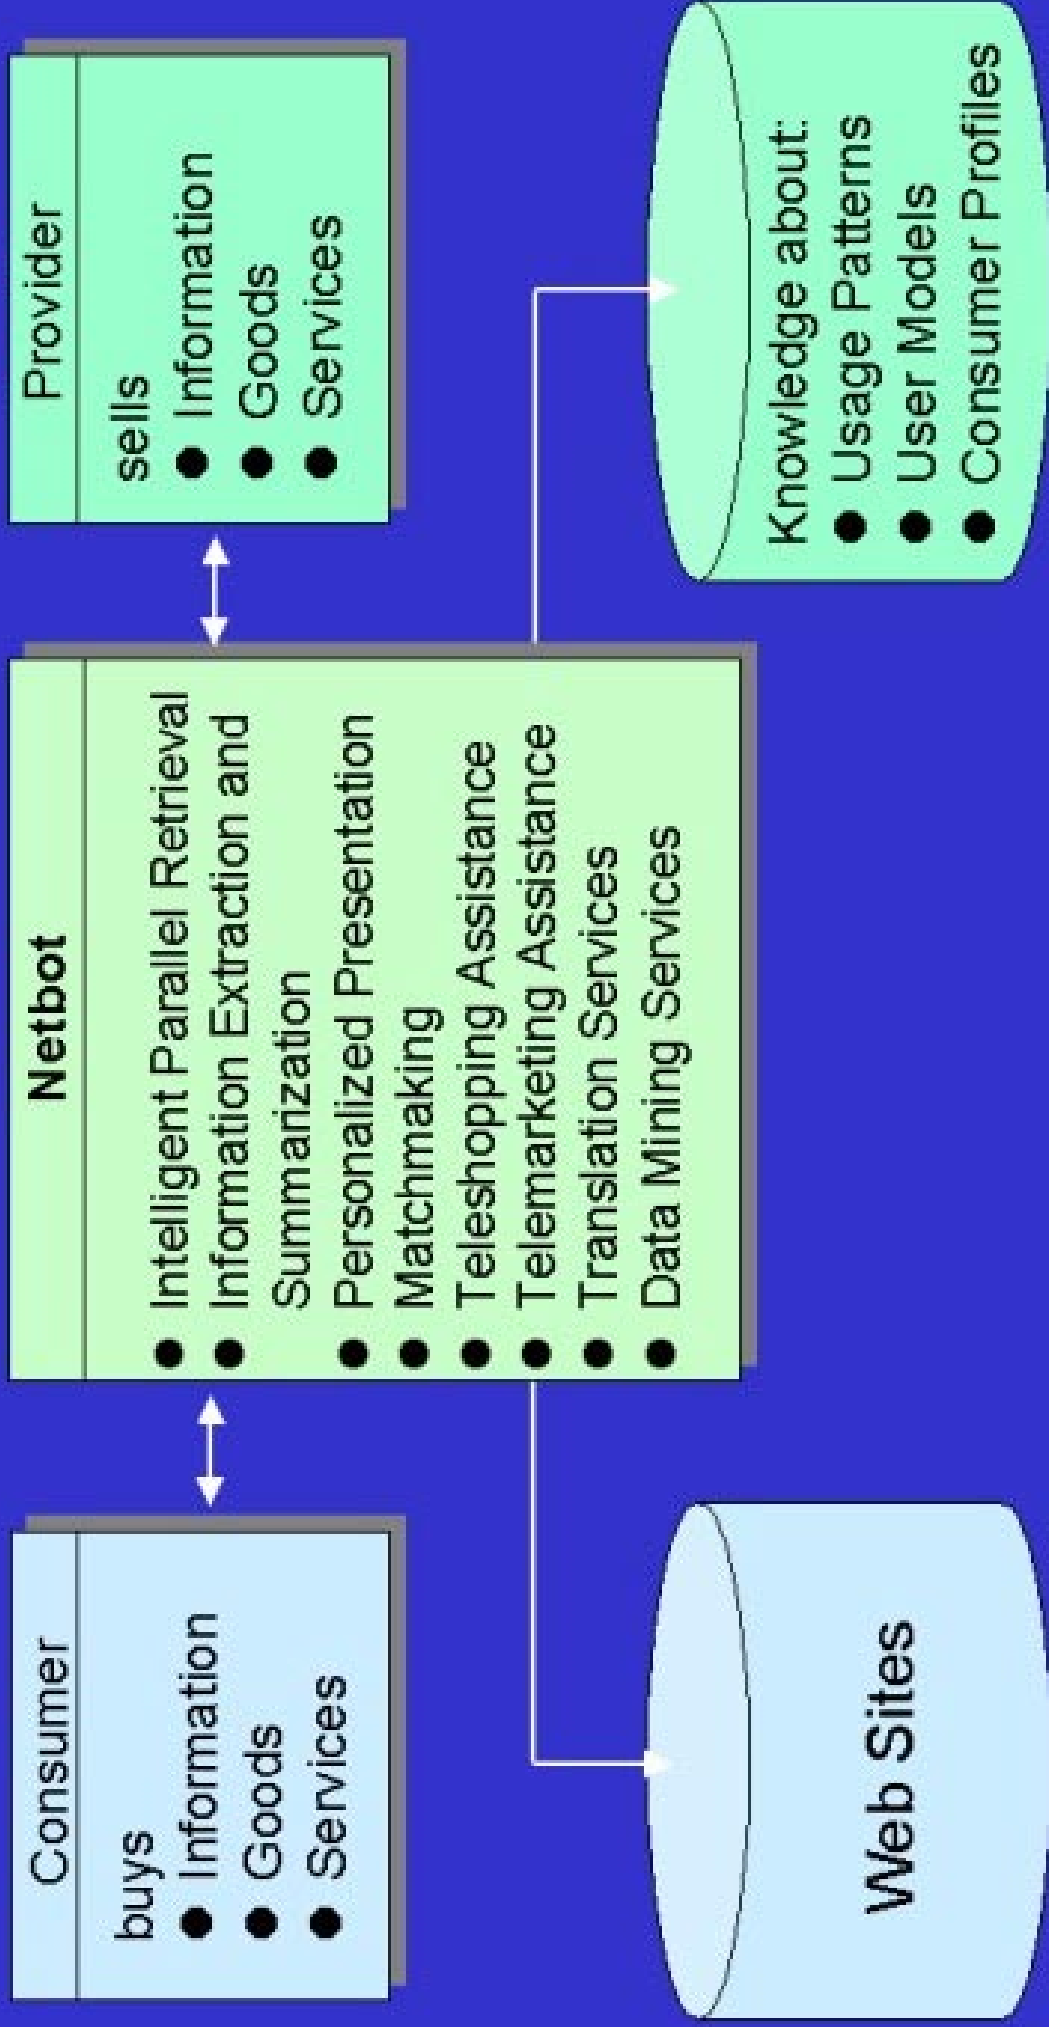 Consumer
buys
● Information
● Goods
● Services
Netbot
● Intelligent Parallel Retrieval
● Information Extraction and
Summarization
● Personalized Presentation
● Matchmaking
● Teleshopping Assistance
● Telemarketing Assistance
● Translation Services
● Data Mining Services
Provider
sells
● Information
● Goods
● Services
Web Sites
Knowledge about:
● Usage Patterns
● User Models
● Consumer Profiles